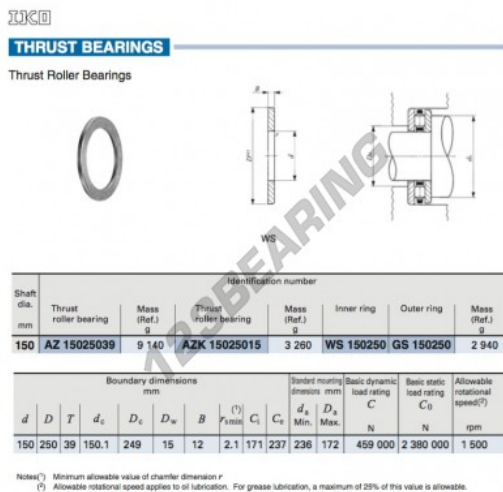 IKO
THRUST BEARINGS
Thrust Roller Bearings
B
r
D
d
Da
da
WS
123BEARING
Shaft dia. mm
Identification number
Thrust roller bearing
Mass (Ref.) g
Thrust roller bearing
Mass (Ref.) g
Inner ring
Outer ring
Mass (Ref.) g
150 AZ 15025039 9 140 AZK 15025015 3 260 WS 150250 GS 150250 2 940
Boundary dimensions mm
Standard mounting dimensions mm
Basic dynamic load rating C N
Basic static load rating C0 N
Allowable rotational speed(2) rpm
d D T dc Dc Dw B rs min(1) Ci Ce da Min. Da Max.
150 250 39 150.1 249 15 12 2.1 171 237 236 172 459 000 2 380 000 1 500
Notes(1) Minimum allowable value of chamfer dimension r
(2) Allowable rotational speed applies to oil lubrication. For grease lubrication, a maximum of 25% of this value is allowable.